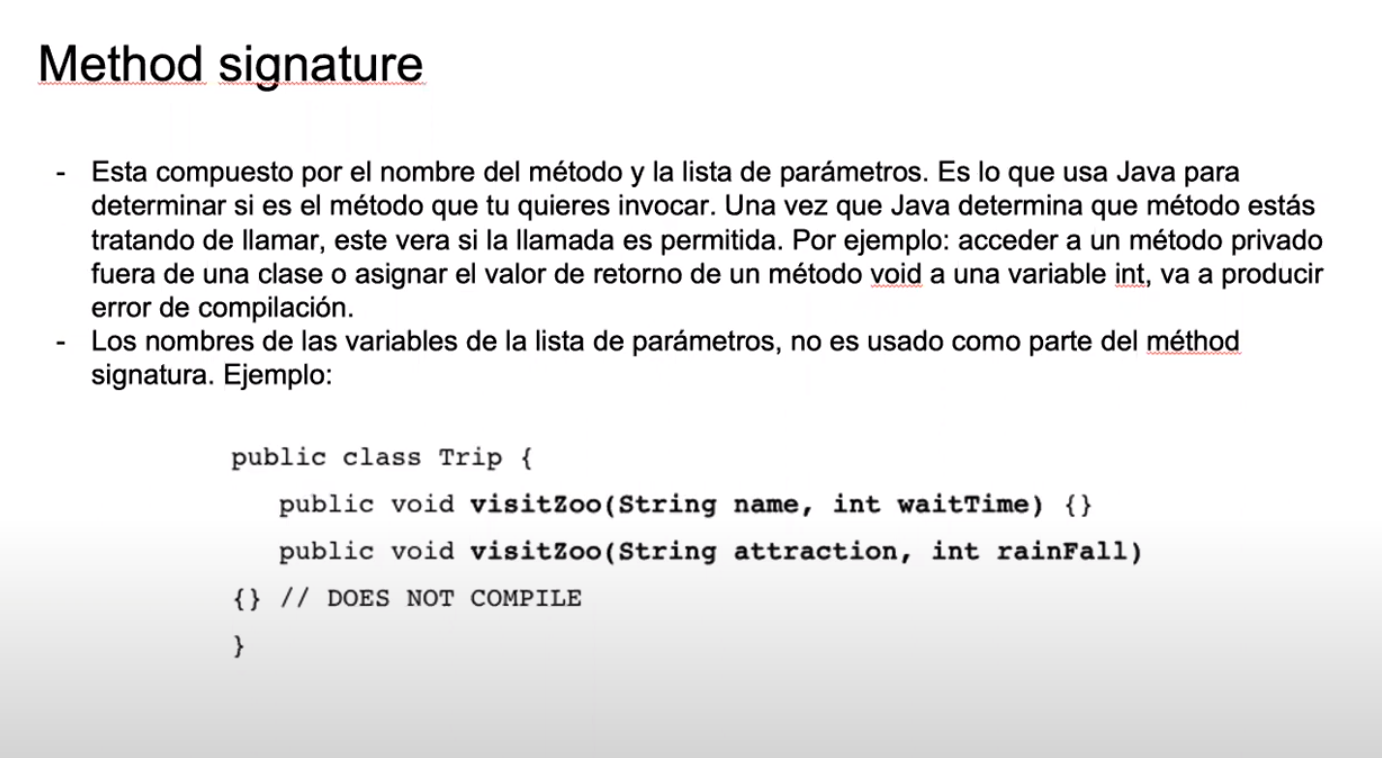 Method signature
- Esta compuesto por el nombre del método y la lista de parámetros. Es lo que usa Java para
determinar si es el método que tu quieres invocar. Una vez que Java determina que método estás
tratando de llamar, este vera si la llamada es permitida. Por ejemplo: acceder a un método privado
fuera de una clase o asignar el valor de retorno de un método void a una variable int, va a producir
error de compilación.
- Los nombres de las variables de la lista de parámetros, no es usado como parte del méthod
signatura. Ejemplo:
public class Trip {
public void visitZoo(String name, int waitTime) {}
public void visitZoo(String attraction, int rainFall)
{} // DOES NOT COMPILE
}